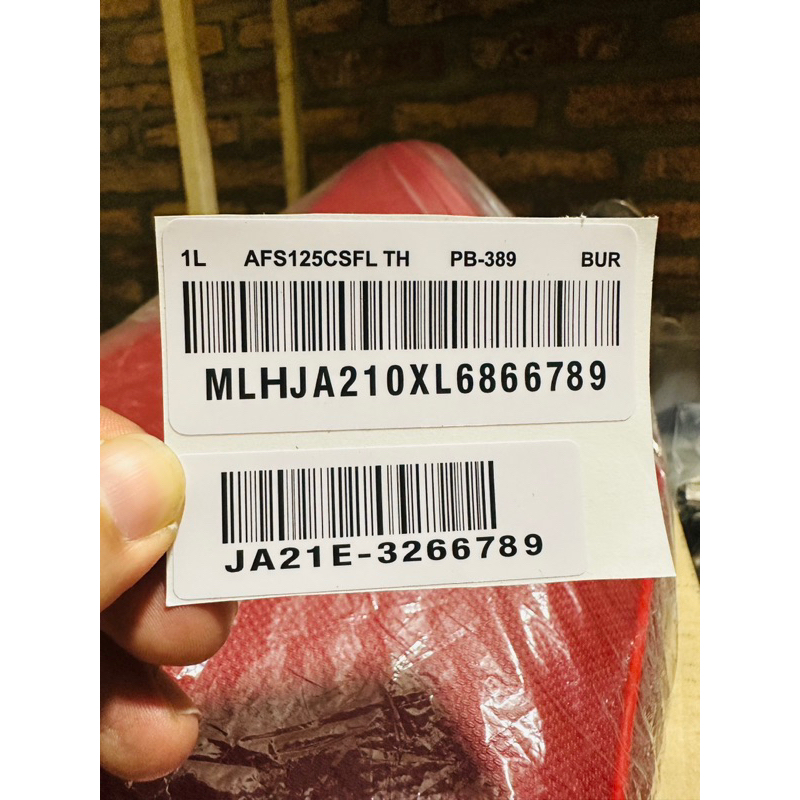 1L AFS125CSFL TH PB-389 BUR
MLHJA210XL6866789
JA21E-3266789